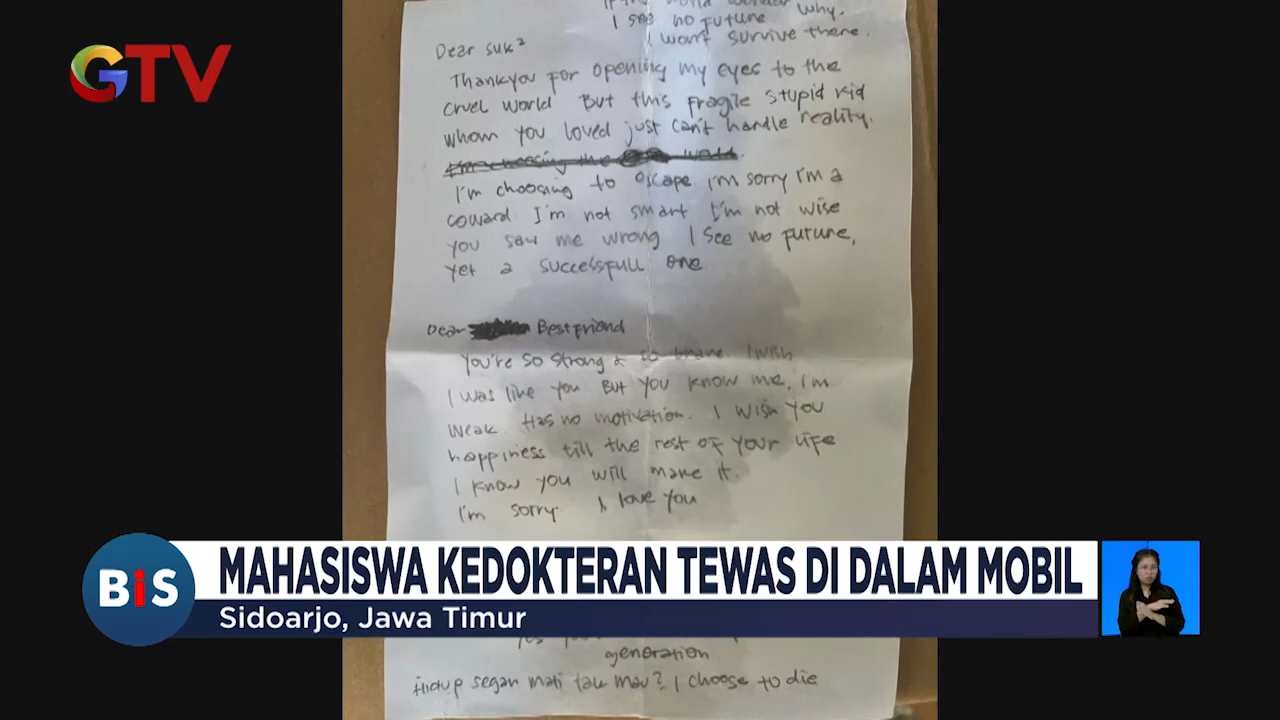 GTV
I see no future. why.
won't survive there.
Dear suk²
Thankyou for opening my eyes to the
cruel world But this fragile stupid kid
whom you loved just can't handle reality.
I'm choosing to escape I'm sorry I'm a
coward I'm not smart I'm not wise
you saw me wrong I see no future,
yet a successfull one
Dear Bestfriend
You're so strong & so brave. I wish
I was like you But you know me, I'm
weak. Has no motivation. I wish you
happiness till the rest of your life
I know you will make it.
I'm sorry. I love you
BiS
MAHASISWA KEDOKTERAN TEWAS DI DALAM MOBIL
Sidoarjo, Jawa Timur
generation
Hidup segan mati tak mau? I choose to die